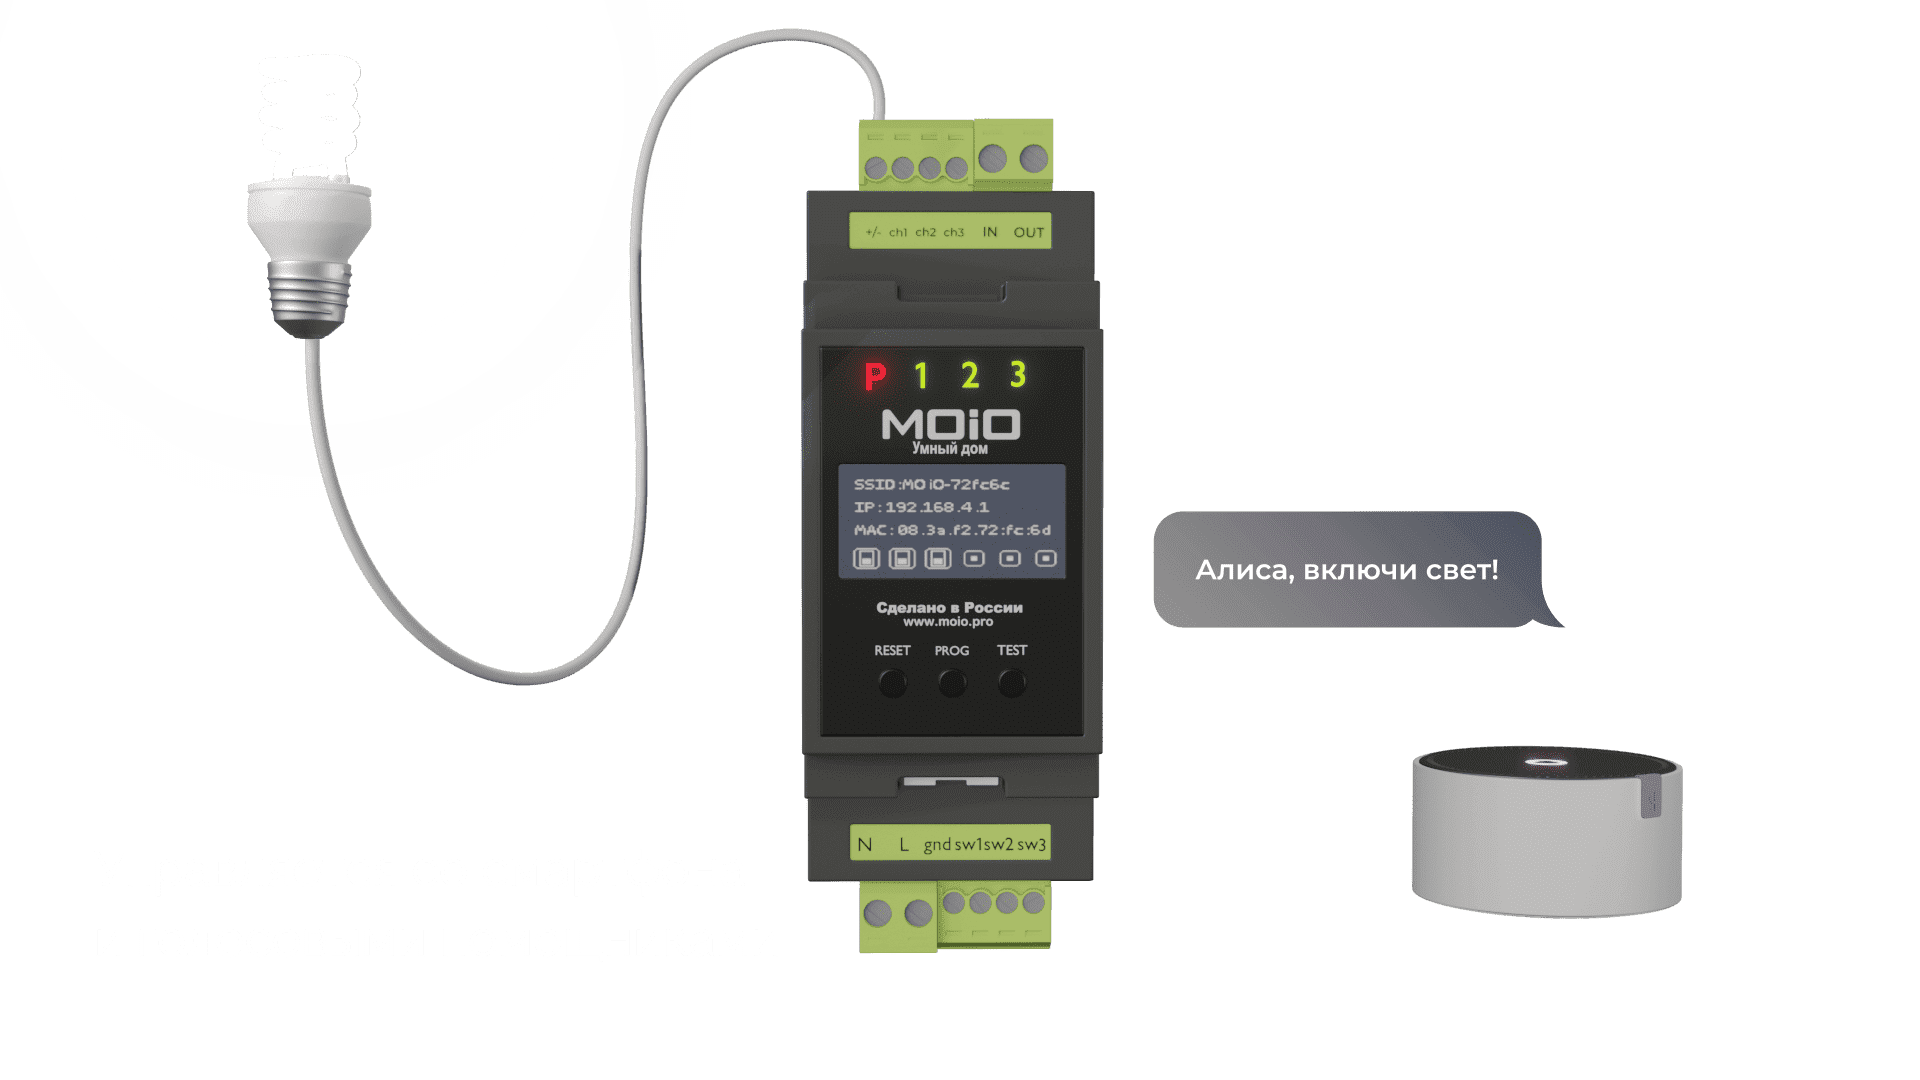 +/- ch1 ch2 ch3 IN OUT
P 1 2 3
MOiO
Умный дом
SSID:MOiO-72fc6c
IP:192.168.4.1
MAC:08.3a.f2.72:fc:6d
Сделано в России
www.moio.pro
RESET PROG TEST
N L gnd sw1 sw2 sw3
Алиса, включи свет!